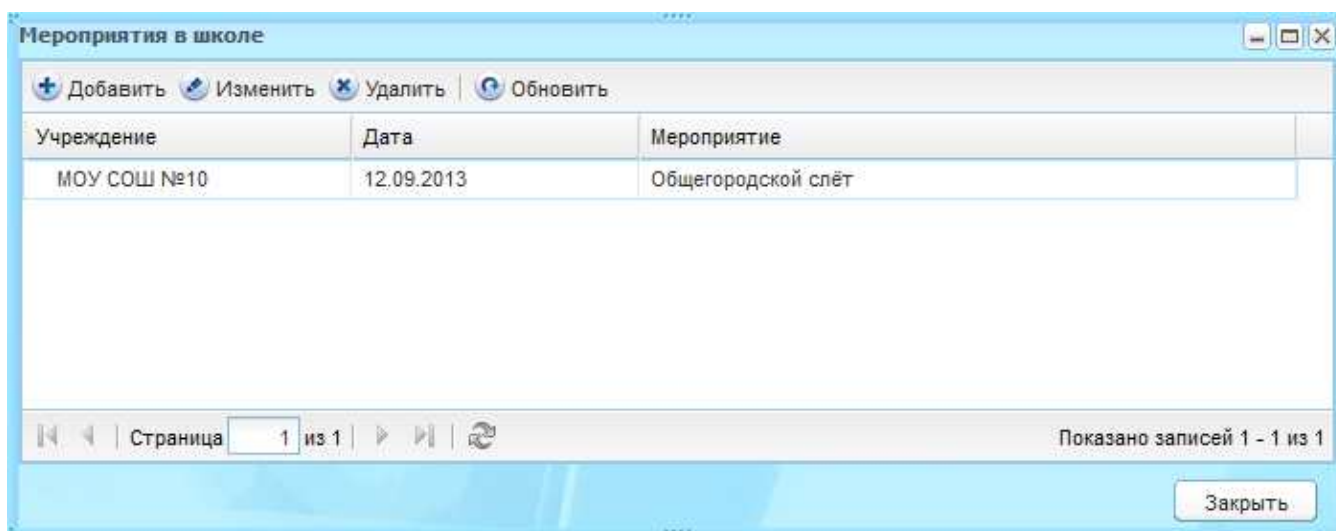 Мероприятия в школе
Добавить Изменить Удалить Обновить
Учреждение Дата Мероприятие
МОУ СОШ №10 12.09.2013 Общегородской слёт
Страница 1 из 1 Показано записей 1 - 1 из 1
Закрыть